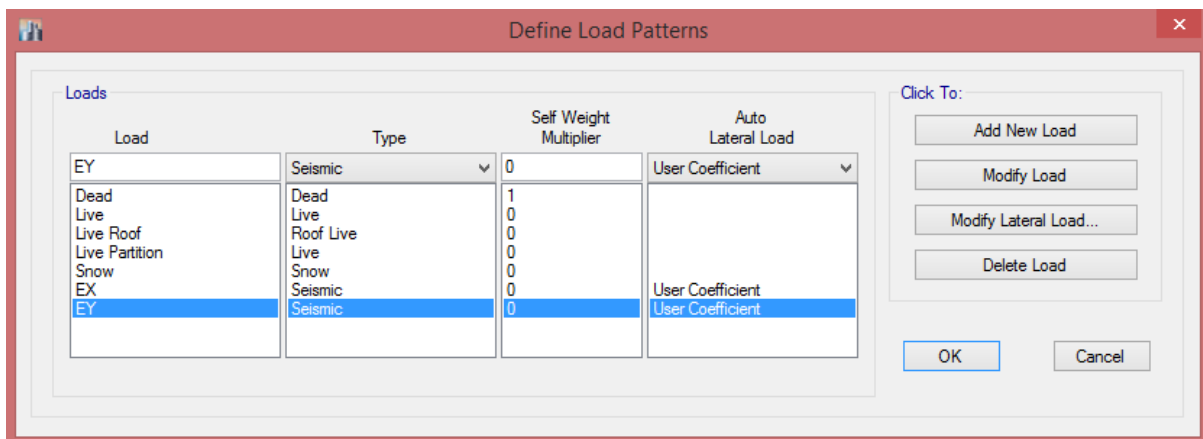 Define Load Patterns
Loads
Click To:
Load Type Self Weight Multiplier Auto Lateral Load
EY Seismic 0 User Coefficient
Dead Dead 1
Live Live 0
Live Roof Roof Live 0
Live Partition Live 0
Snow Snow 0
EX Seismic 0 User Coefficient
EY Seismic 0 User Coefficient
Add New Load
Modify Load
Modify Lateral Load...
Delete Load
OK Cancel